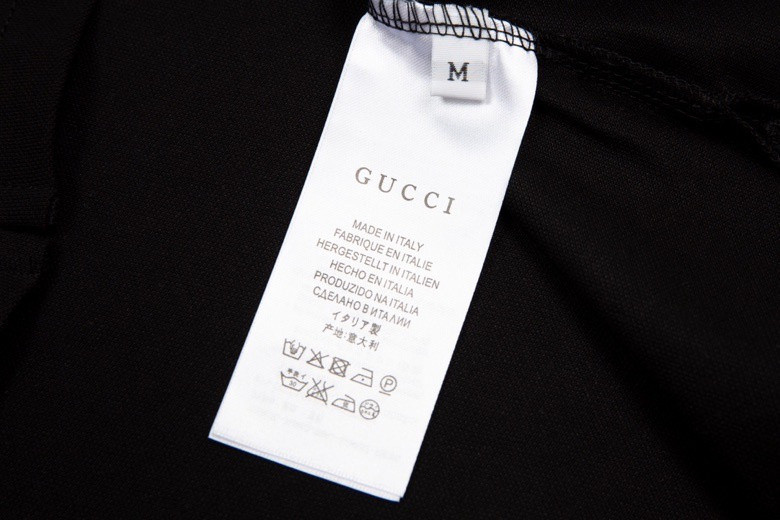 M
GUCCI
MADE IN ITALY
FABRIQUE EN ITALIE
HERGESTELLT IN ITALIEN
HECHO EN ITALIA
PRODUZIDO NA ITALIA
СДЕЛАНО В ИТАЛИИ
イタリア製
产地:意大利
P